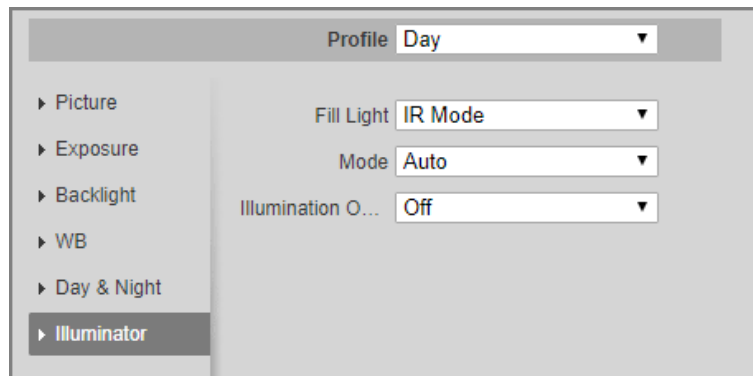 Profile Day
Picture
Fill Light IR Mode
Exposure
Mode Auto
Backlight
Illumination O... Off
WB
Day & Night
Illuminator